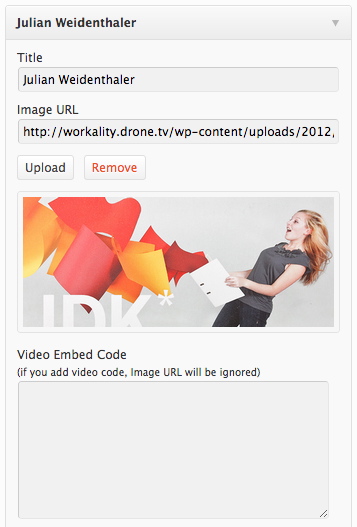 Julian Weidenthaler
Title
Julian Weidenthaler
Image URL
http://workality.drone.tv/wp-content/uploads/2012,
Upload Remove
JDK*
Video Embed Code
(if you add video code, Image URL will be ignored)